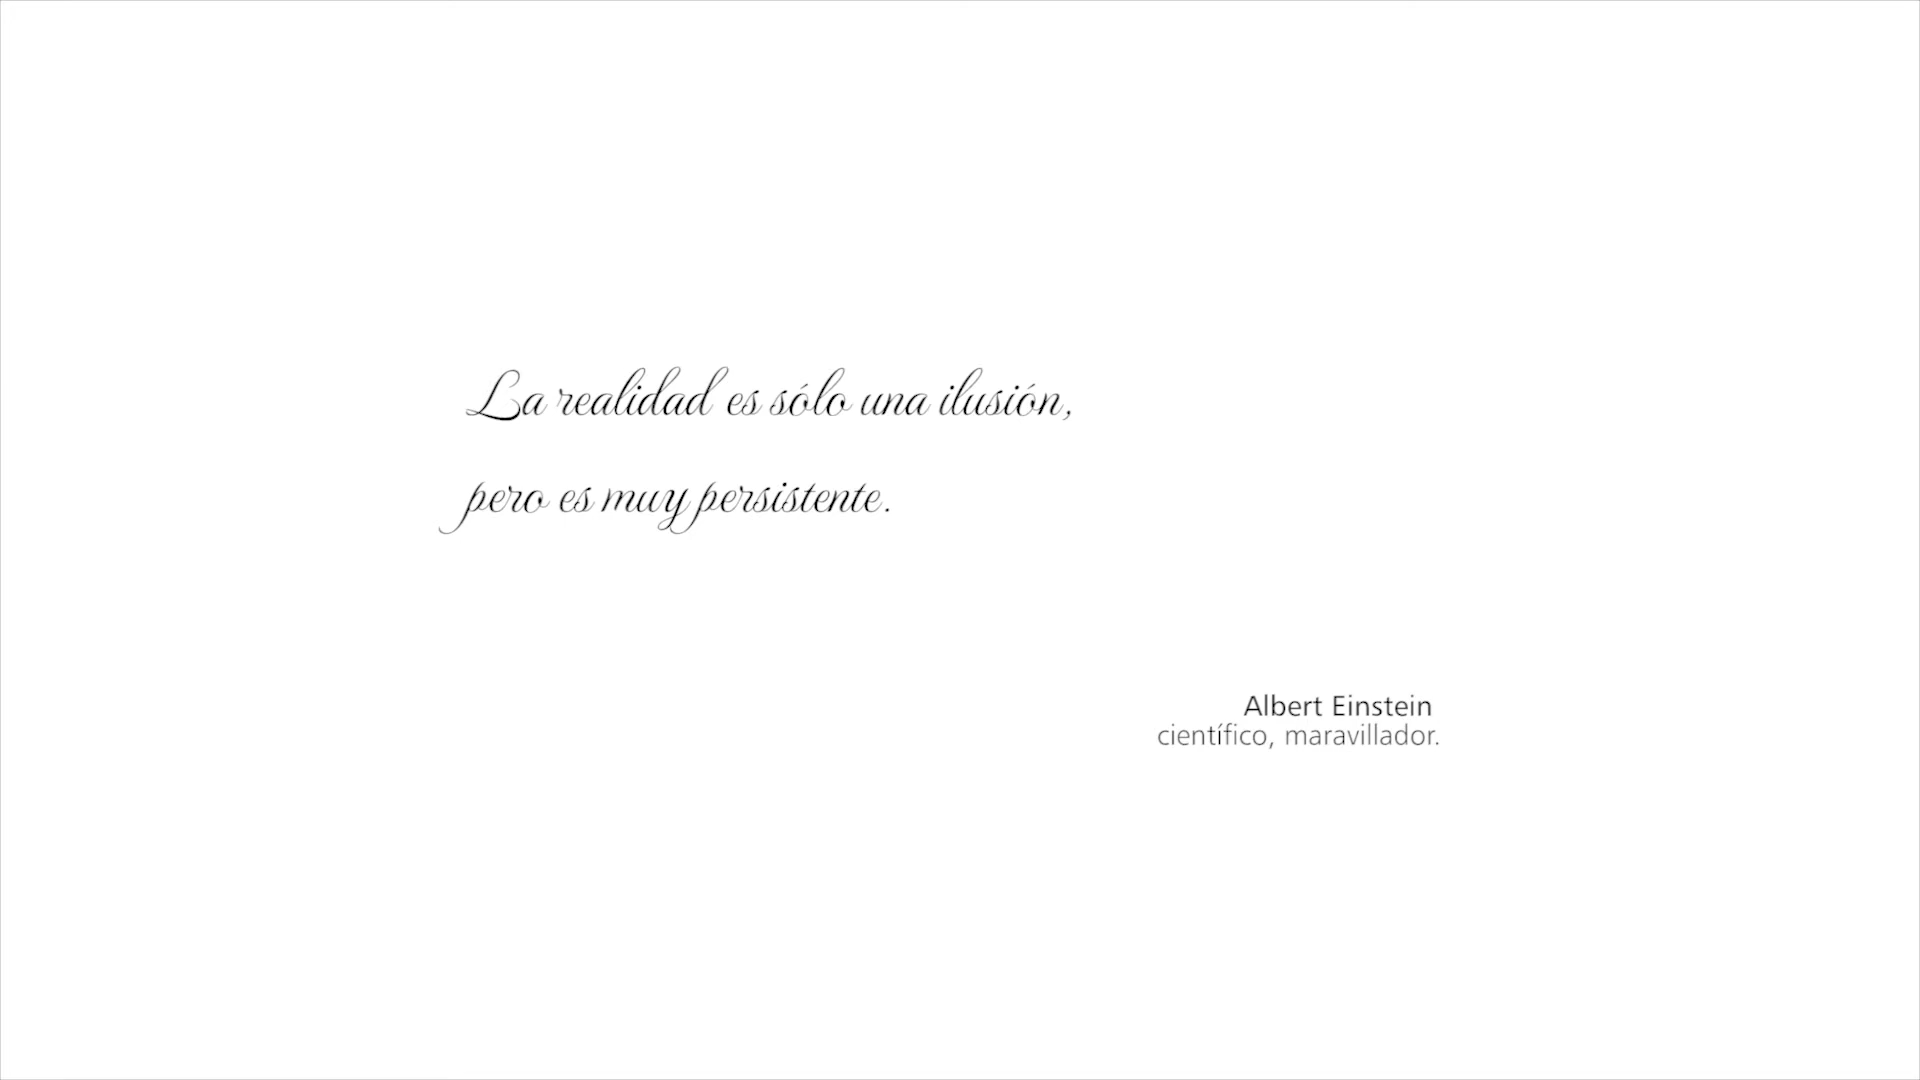 La realidad es sólo una ilusión,
pero es muy persistente.
Albert Einstein
científico, maravillador.